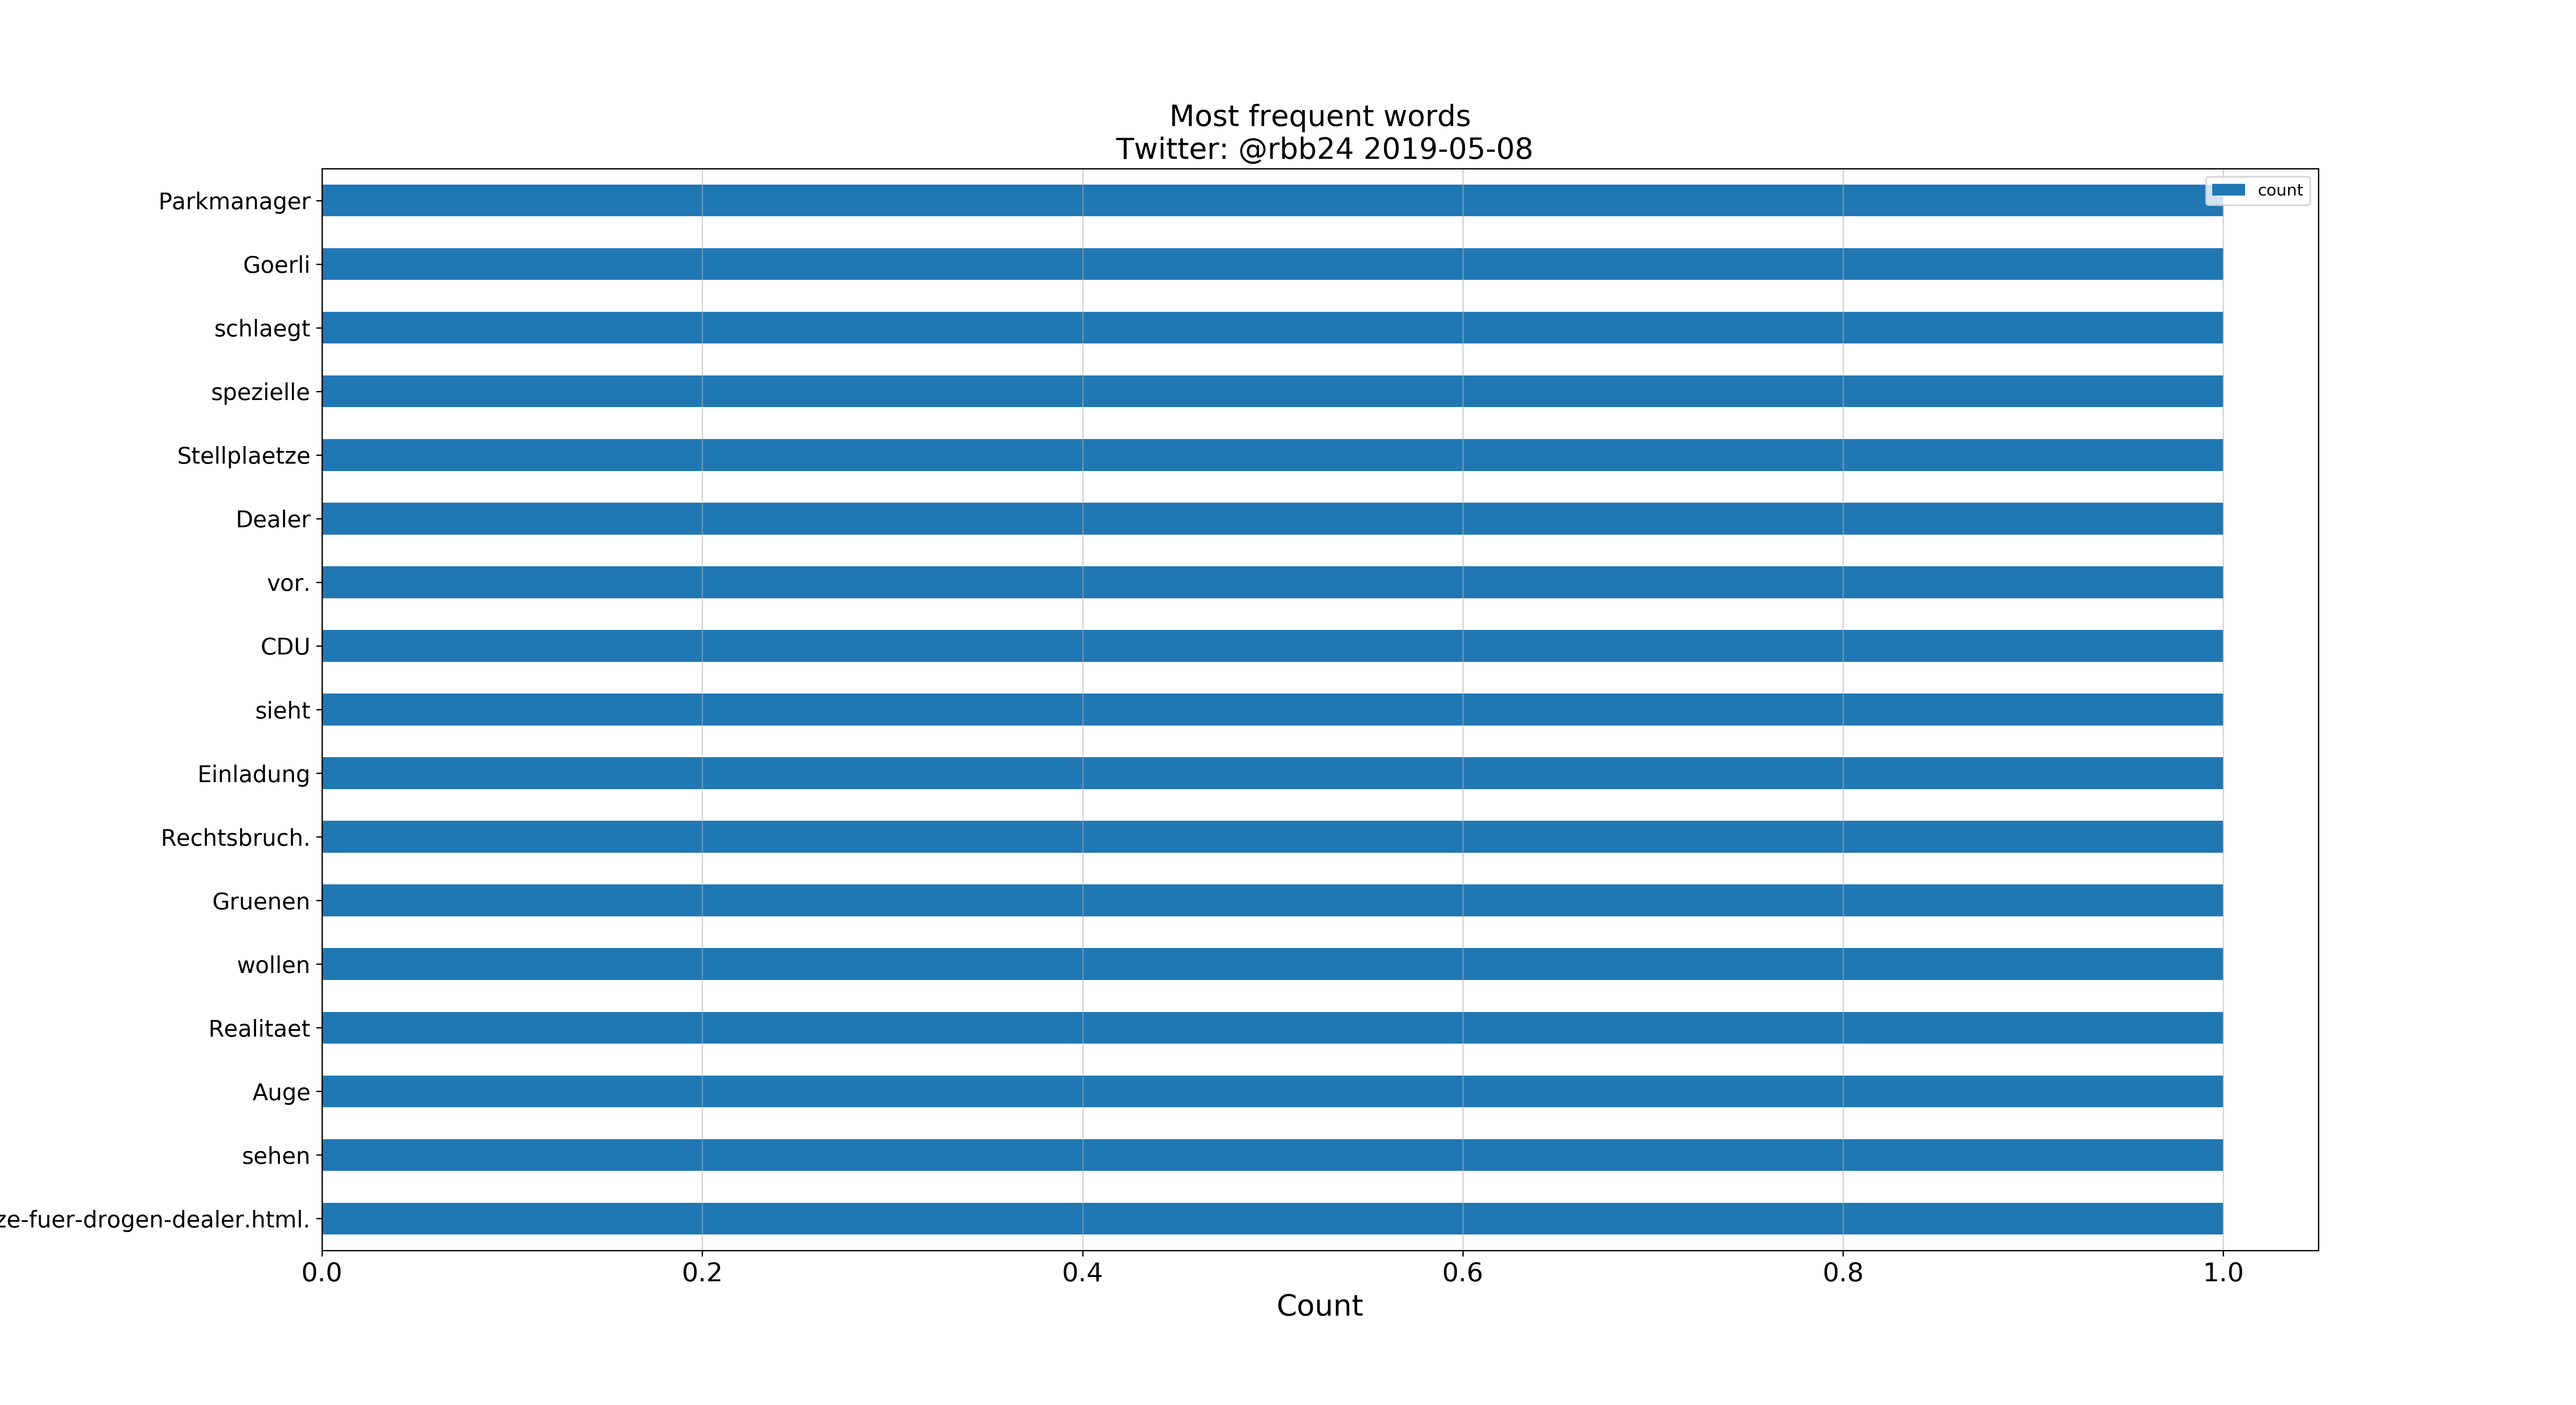 Most frequent words
Twitter: @rbb24 2019-05-08
count
Parkmanager
Goerli
schlaegt
spezielle
Stellplaetze
Dealer
vor.
CDU
sieht
Einladung
Rechtsbruch.
Gruenen
wollen
Realitaet
Auge
sehen
ze-fuer-drogen-dealer.html.
0.0 0.2 0.4 0.6 0.8 1.0
Count